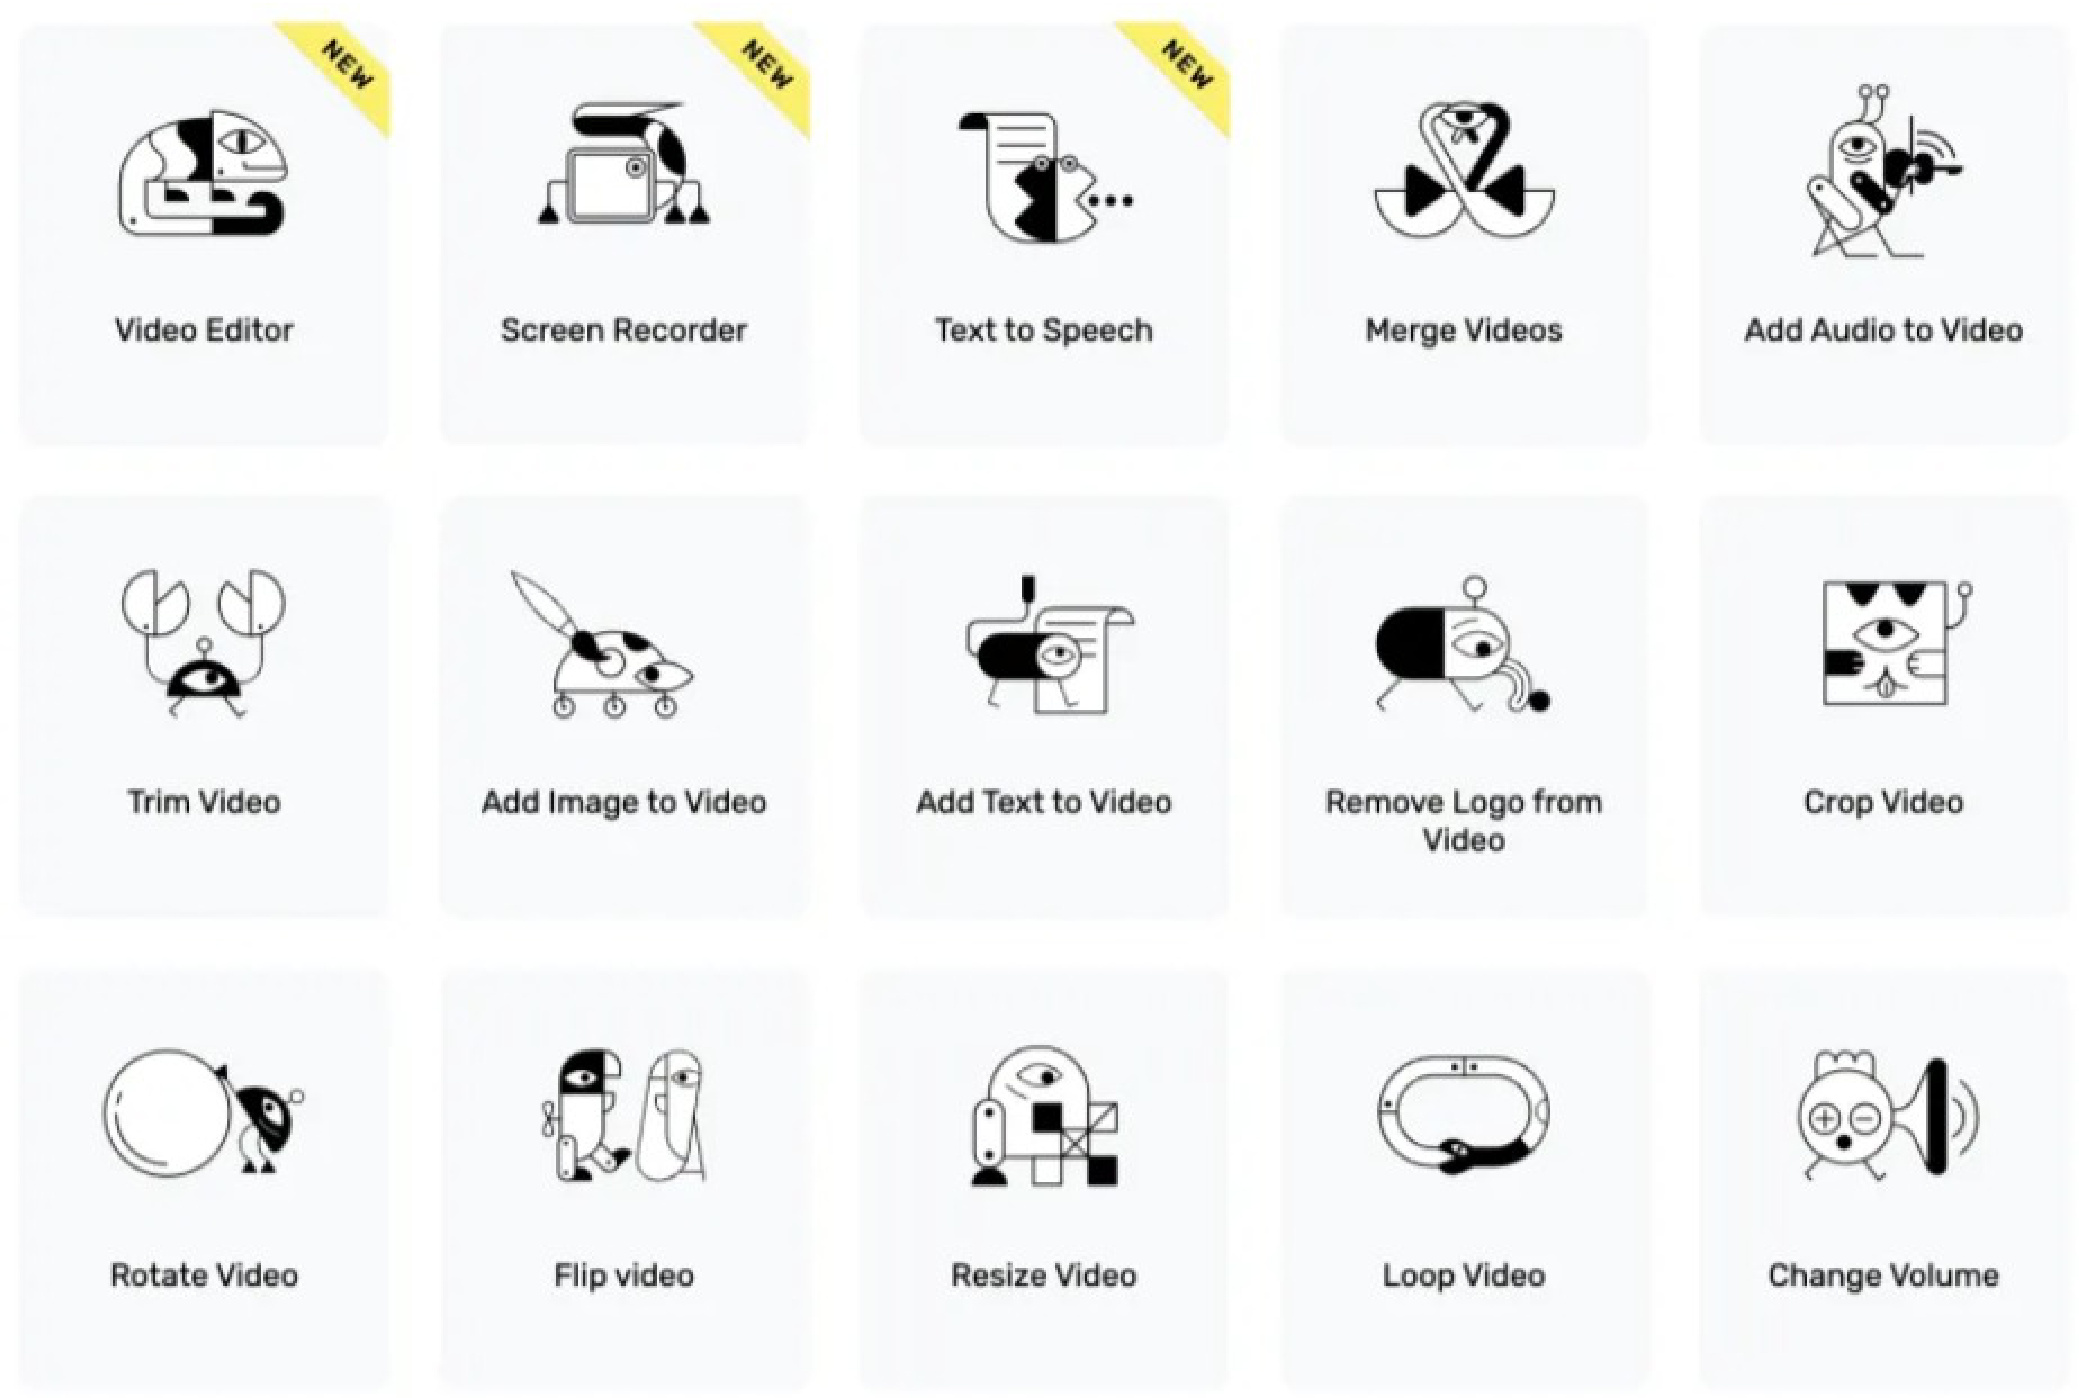 NEW
NEW
NEW
Video Editor
Screen Recorder
Text to Speech
Merge Videos
Add Audio to Video
Trim Video
Add Image to Video
Add Text to Video
Remove Logo from
Video
Crop Video
Rotate Video
Flip video
Resize Video
Loop Video
Change Volume